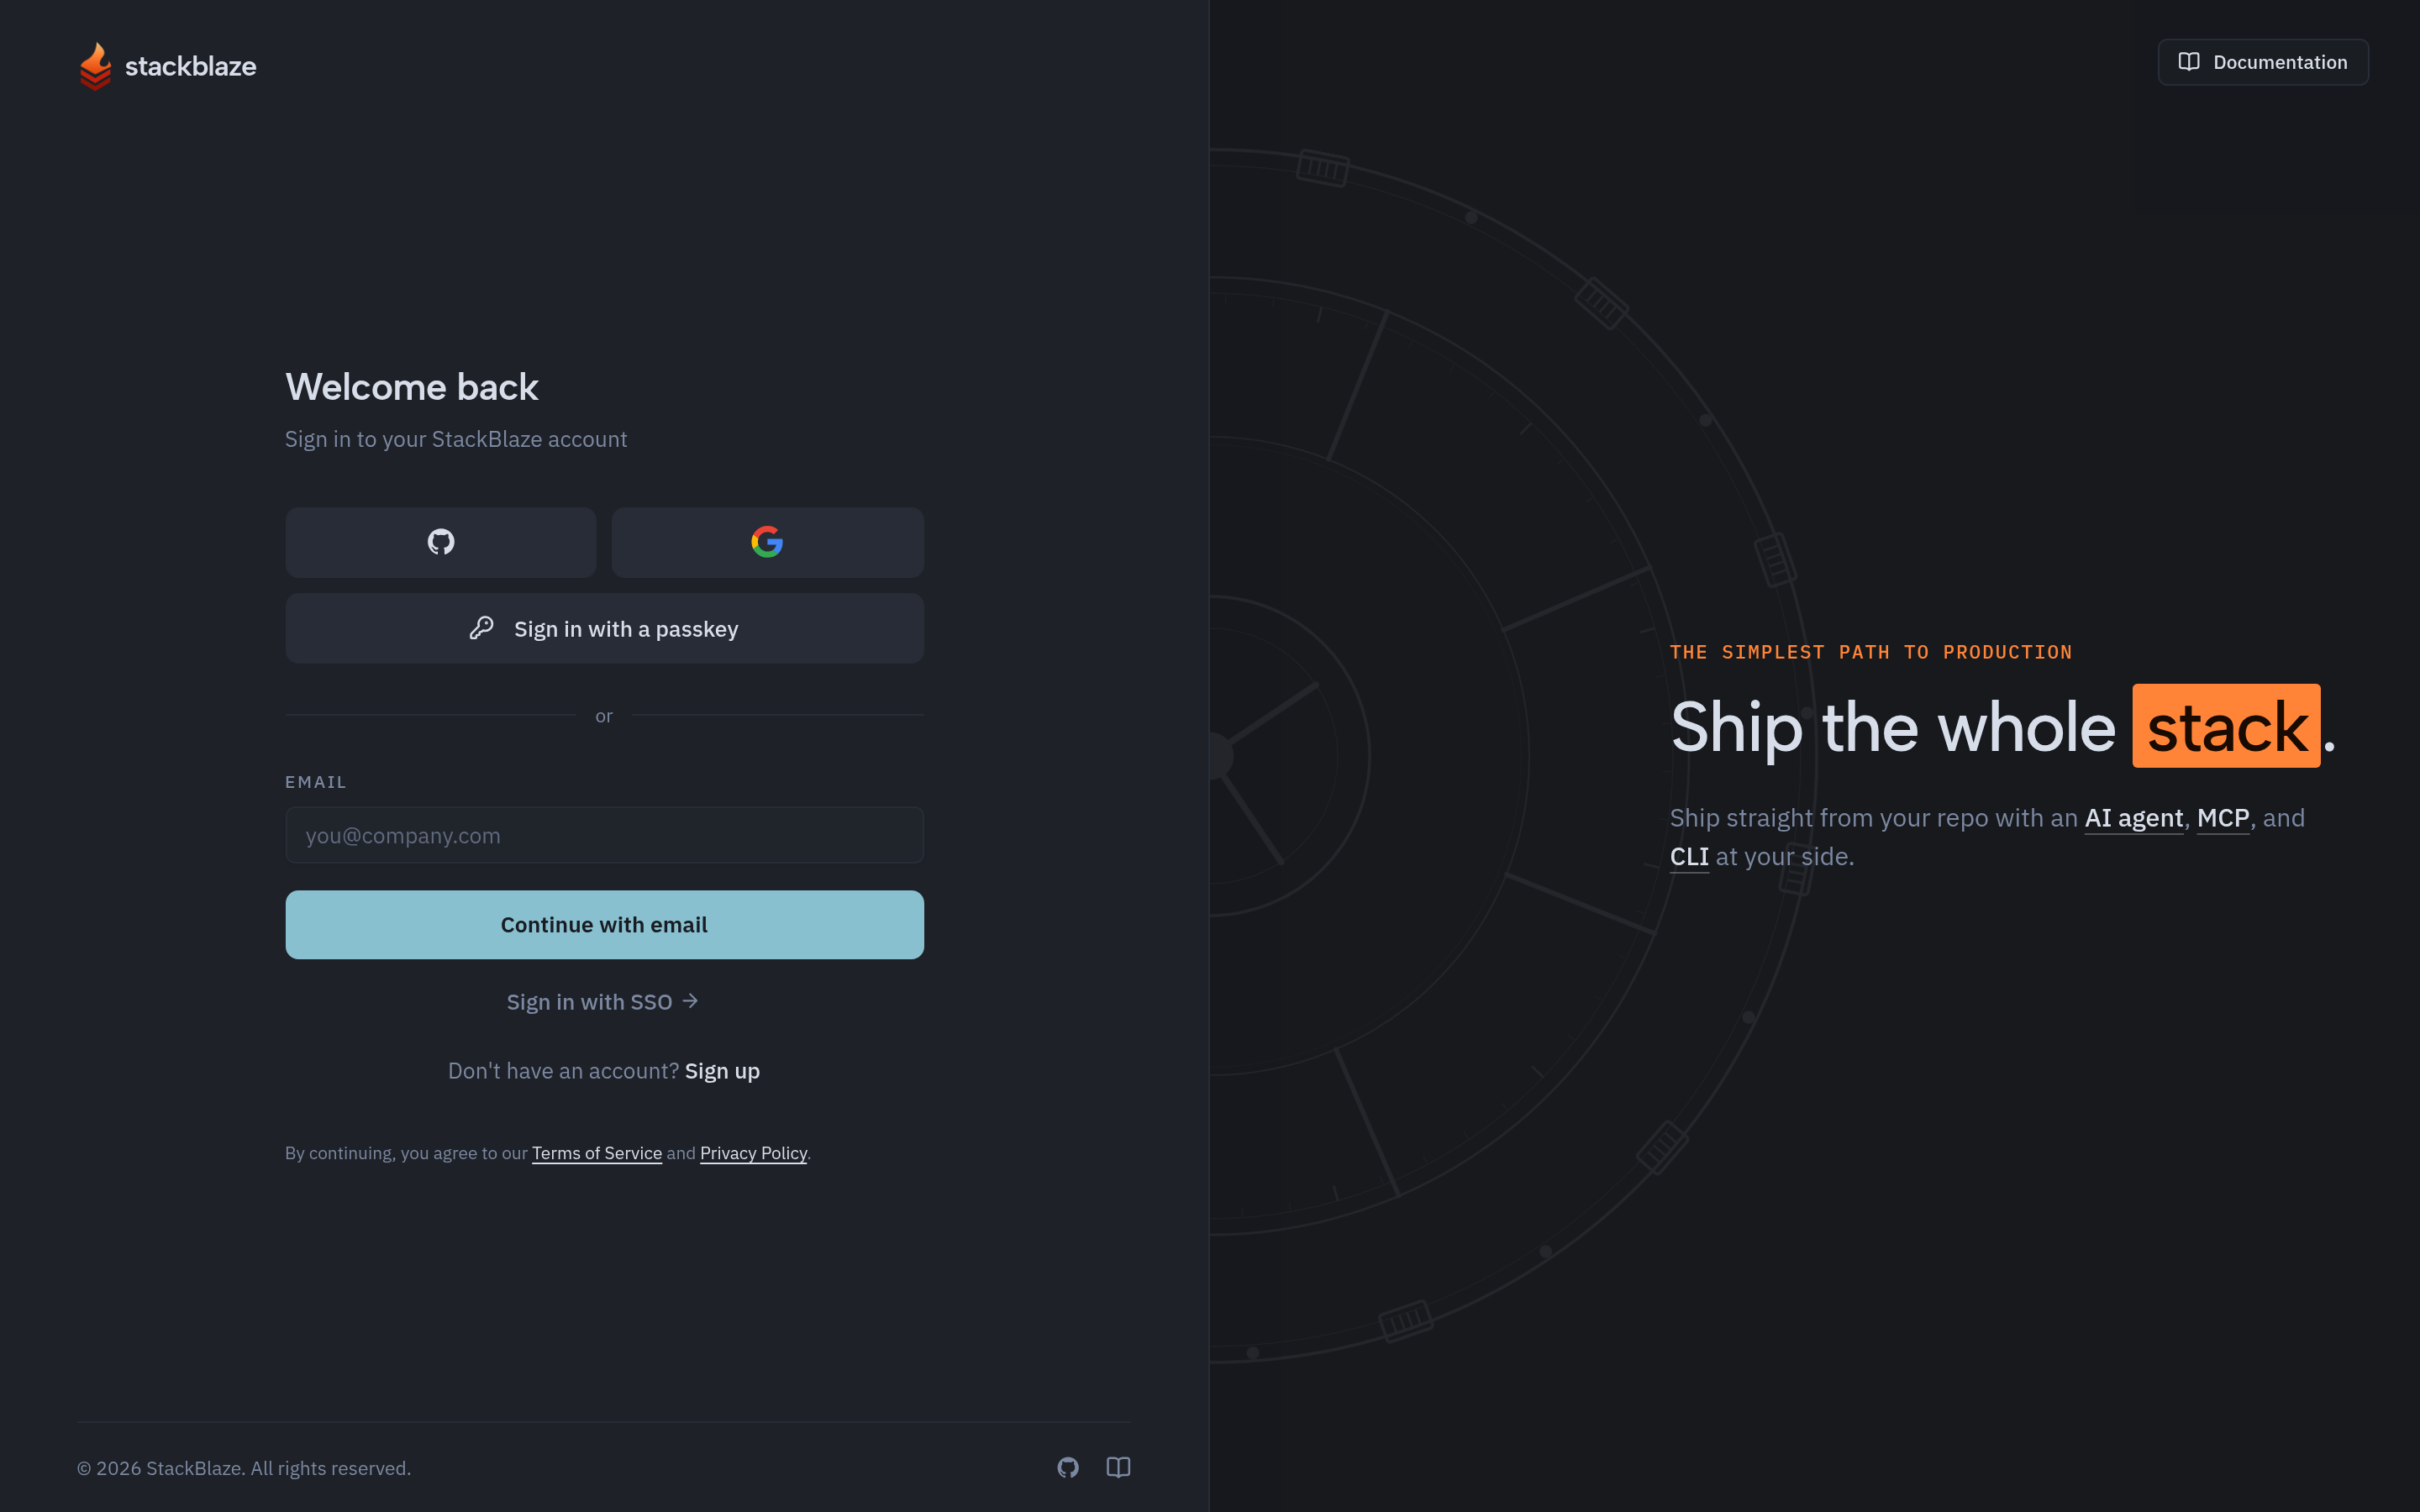 stackblaze
Documentation
Welcome back
Sign in to your StackBlaze account
Sign in with a passkey
or
EMAIL
you@company.com
Continue with email
Sign in with SSO →
Don't have an account? Sign up
By continuing, you agree to our Terms of Service and Privacy Policy.
THE SIMPLEST PATH TO PRODUCTION
Ship the whole stack.
Ship straight from your repo with an AI agent, MCP, and
CLI at your side.
© 2026 StackBlaze. All rights reserved.